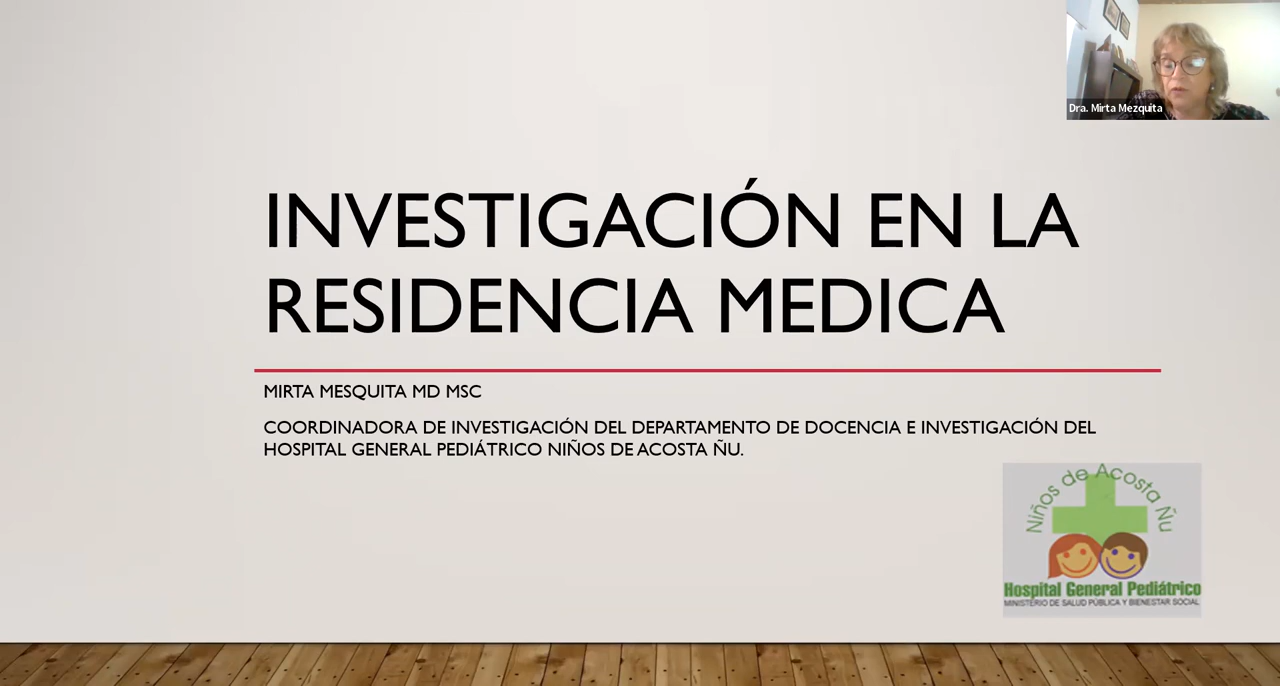 Dra. Mirta Mezquita
INVESTIGACIÓN EN LA
RESIDENCIA MEDICA
MIRTA MESQUITA MD MSC
COORDINADORA DE INVESTIGACIÓN DEL DEPARTAMENTO DE DOCENCIA E INVESTIGACIÓN DEL
HOSPITAL GENERAL PEDIÁTRICO NIÑOS DE ACOSTA ÑU.
Niños de Acosta Ñu
Hospital General Pediátrico
MINISTERIO DE SALUD PÚBLICA Y BIENESTAR SOCIAL